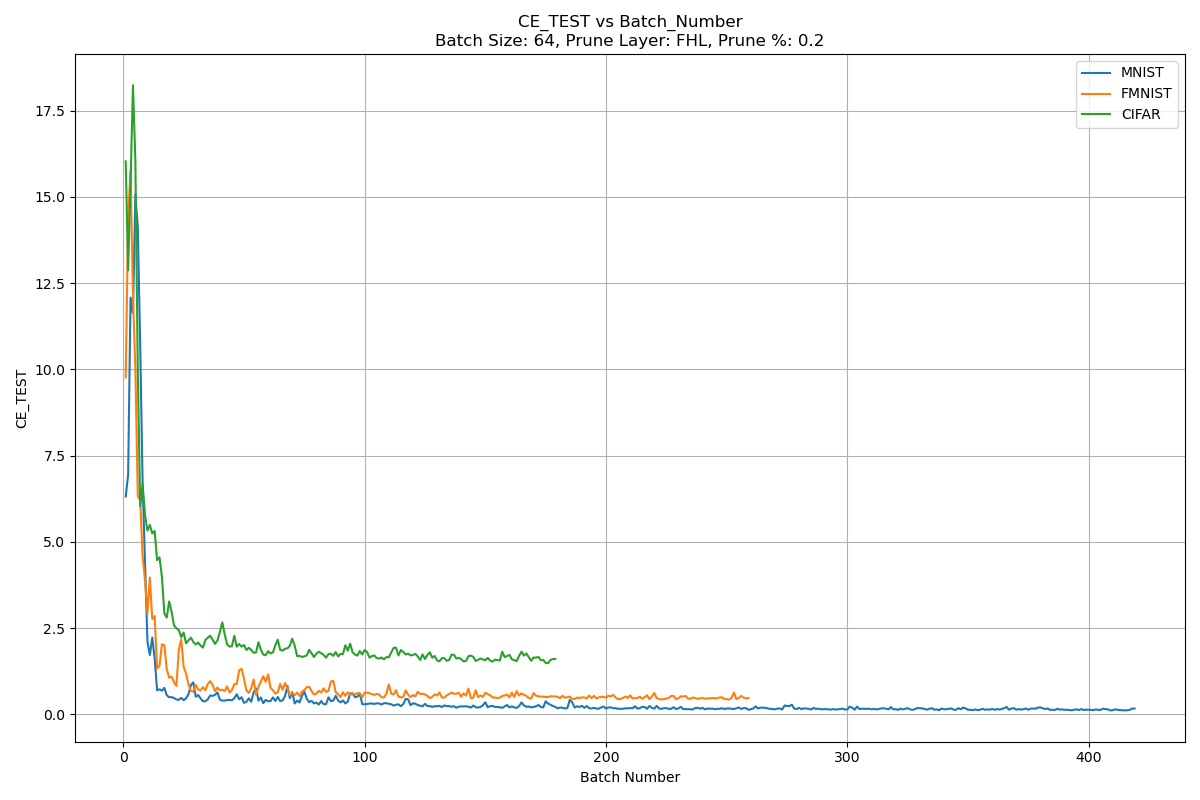 CE_TEST vs Batch_Number
Batch Size: 64, Prune Layer: FHL, Prune %: 0.2
MNIST
FMNIST
CIFAR
CE_TEST
17.5
15.0
12.5
10.0
7.5
5.0
2.5
0.0
0 100 200 300 400
Batch Number